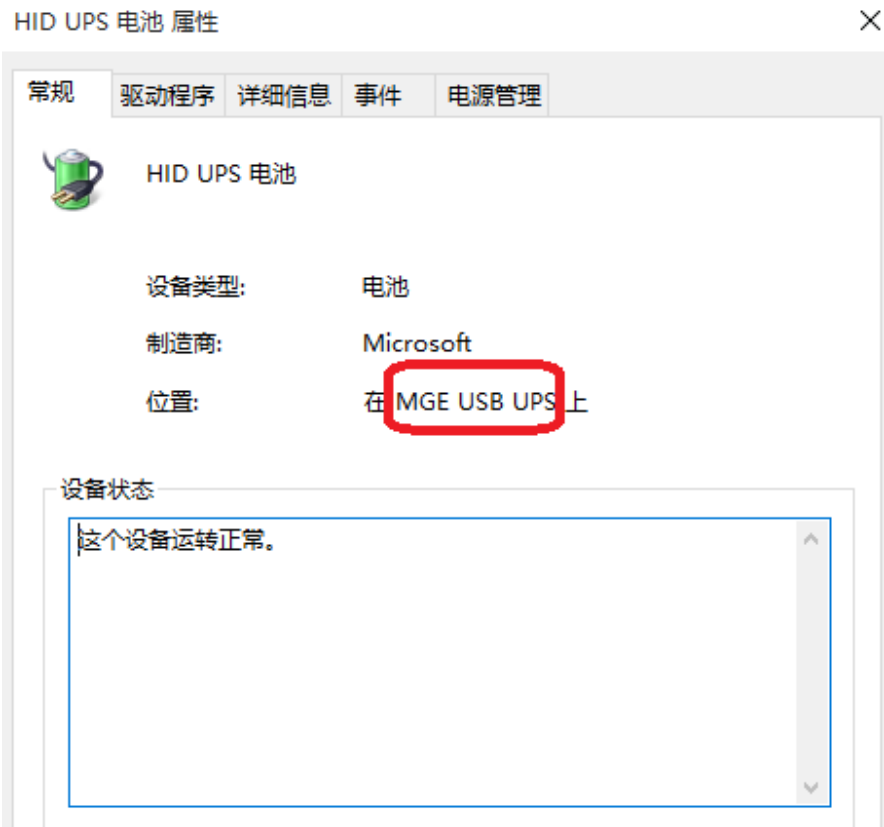 HID UPS 电池 属性
常规 驱动程序 详细信息 事件 电源管理
HID UPS 电池
设备类型: 电池
制造商: Microsoft
位置: 在 MGE USB UPS 上
设备状态
这个设备运转正常。